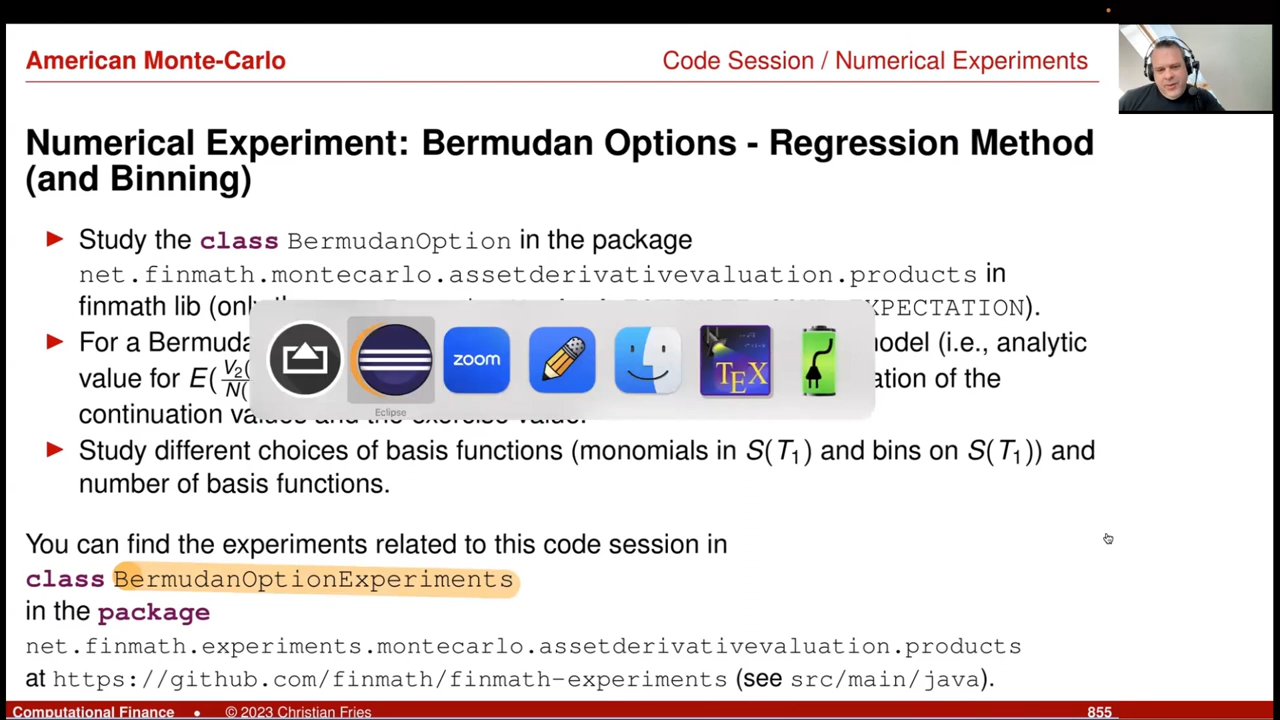 American Monte-Carlo
Code Session / Numerical Experiments
Numerical Experiment: Bermudan Options - Regression Method
(and Binning)
Study the class BermudanOption in the package
net.finmath.montecarlo.assetderivativevaluation.products in
finmath lib (only EXPECTATION).
For a Bermuda (i.e., analytic
value for E( ation of the
continuation
Study different choices of basis functions (monomials in S(T1) and bins on S(T1)) and
number of basis functions.
zoom
TEX
Eclipse
You can find the experiments related to this code session in
class BermudanOptionExperiments
in the package
net.finmath.experiments.montecarlo.assetderivativevaluation.products
at https://github.com/finmath/finmath-experiments (see src/main/java).
Computational Finance • © 2023 Christian Fries 855